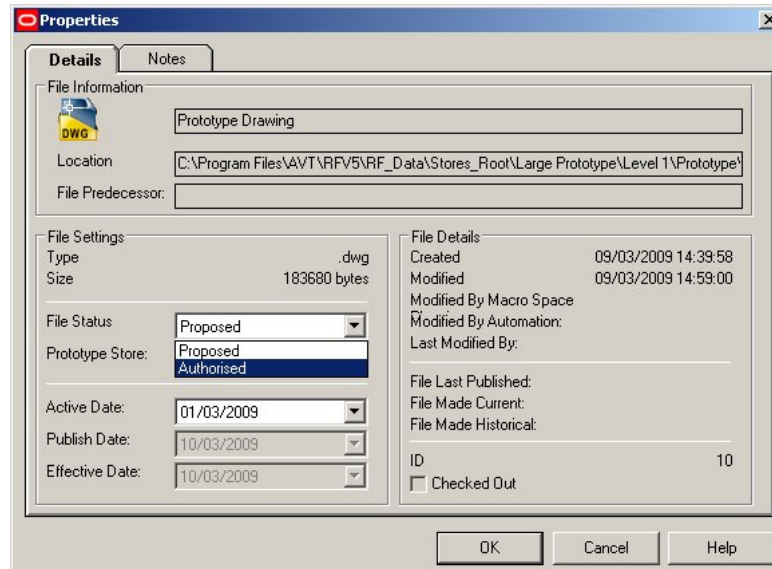 Properties
Details
Notes
File Information
DWG
Prototype Drawing
Location
C:\Program Files\AVT\RFV5\RF_Data\Stores_Root\Large Prototype\Level 1\Prototype\
File Predecessor:
File Settings
Type .dwg
Size 183680 bytes
File Status Proposed
Proposed
Authorised
Prototype Store:
Active Date: 01/03/2009
Publish Date: 10/03/2009
Effective Date: 10/03/2009
File Details
Created 09/03/2009 14:39:58
Modified 09/03/2009 14:59:00
Modified By Macro Space
Modified By Automation:
Last Modified By:
File Last Published:
File Made Current:
File Made Historical:
ID 10
Checked Out
OK
Cancel
Help